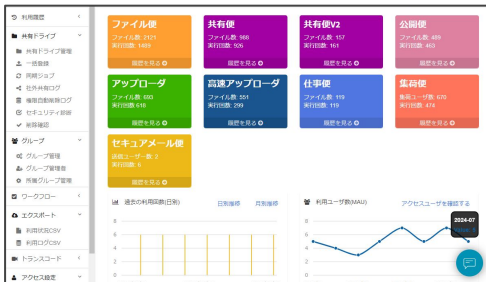 利用履歴
共有ドライブ
共有ドライブ管理
一括登録
同期ジョブ
社外共有ログ
権限自動削除ログ
セキュリティ診断
削除確認
グループ
グループ管理
グループ管理者
所属グループ管理
ワークフロー
エクスポート
利用状況CSV
利用ログCSV
トランスコード
アクセス設定
ファイル便
ファイル数: 2121
実行回数: 1489
履歴を見る
共有便
ファイル数: 988
実行回数: 926
履歴を見る
共有便V2
ファイル数: 157
実行回数: 161
履歴を見る
公開便
ファイル数: 489
実行回数: 463
履歴を見る
アップローダ
ファイル数: 693
実行回数: 618
履歴を見る
高速アップローダ
ファイル数: 551
実行回数: 299
履歴を見る
仕事便
ファイル数: 119
実行回数: 119
履歴を見る
集荷便
集荷ユーザ数: 670
実行回数: 474
履歴を見る
セキュアメール便
送信ユーザー数: 2
実行回数: 6
履歴を見る
過去の利用回数(日別)
日別推移
月別推移
8
6
4
2
0
利用ユーザ数(MAU)
アクセスユーザを確認する
8
6
4
2
0
2024-07